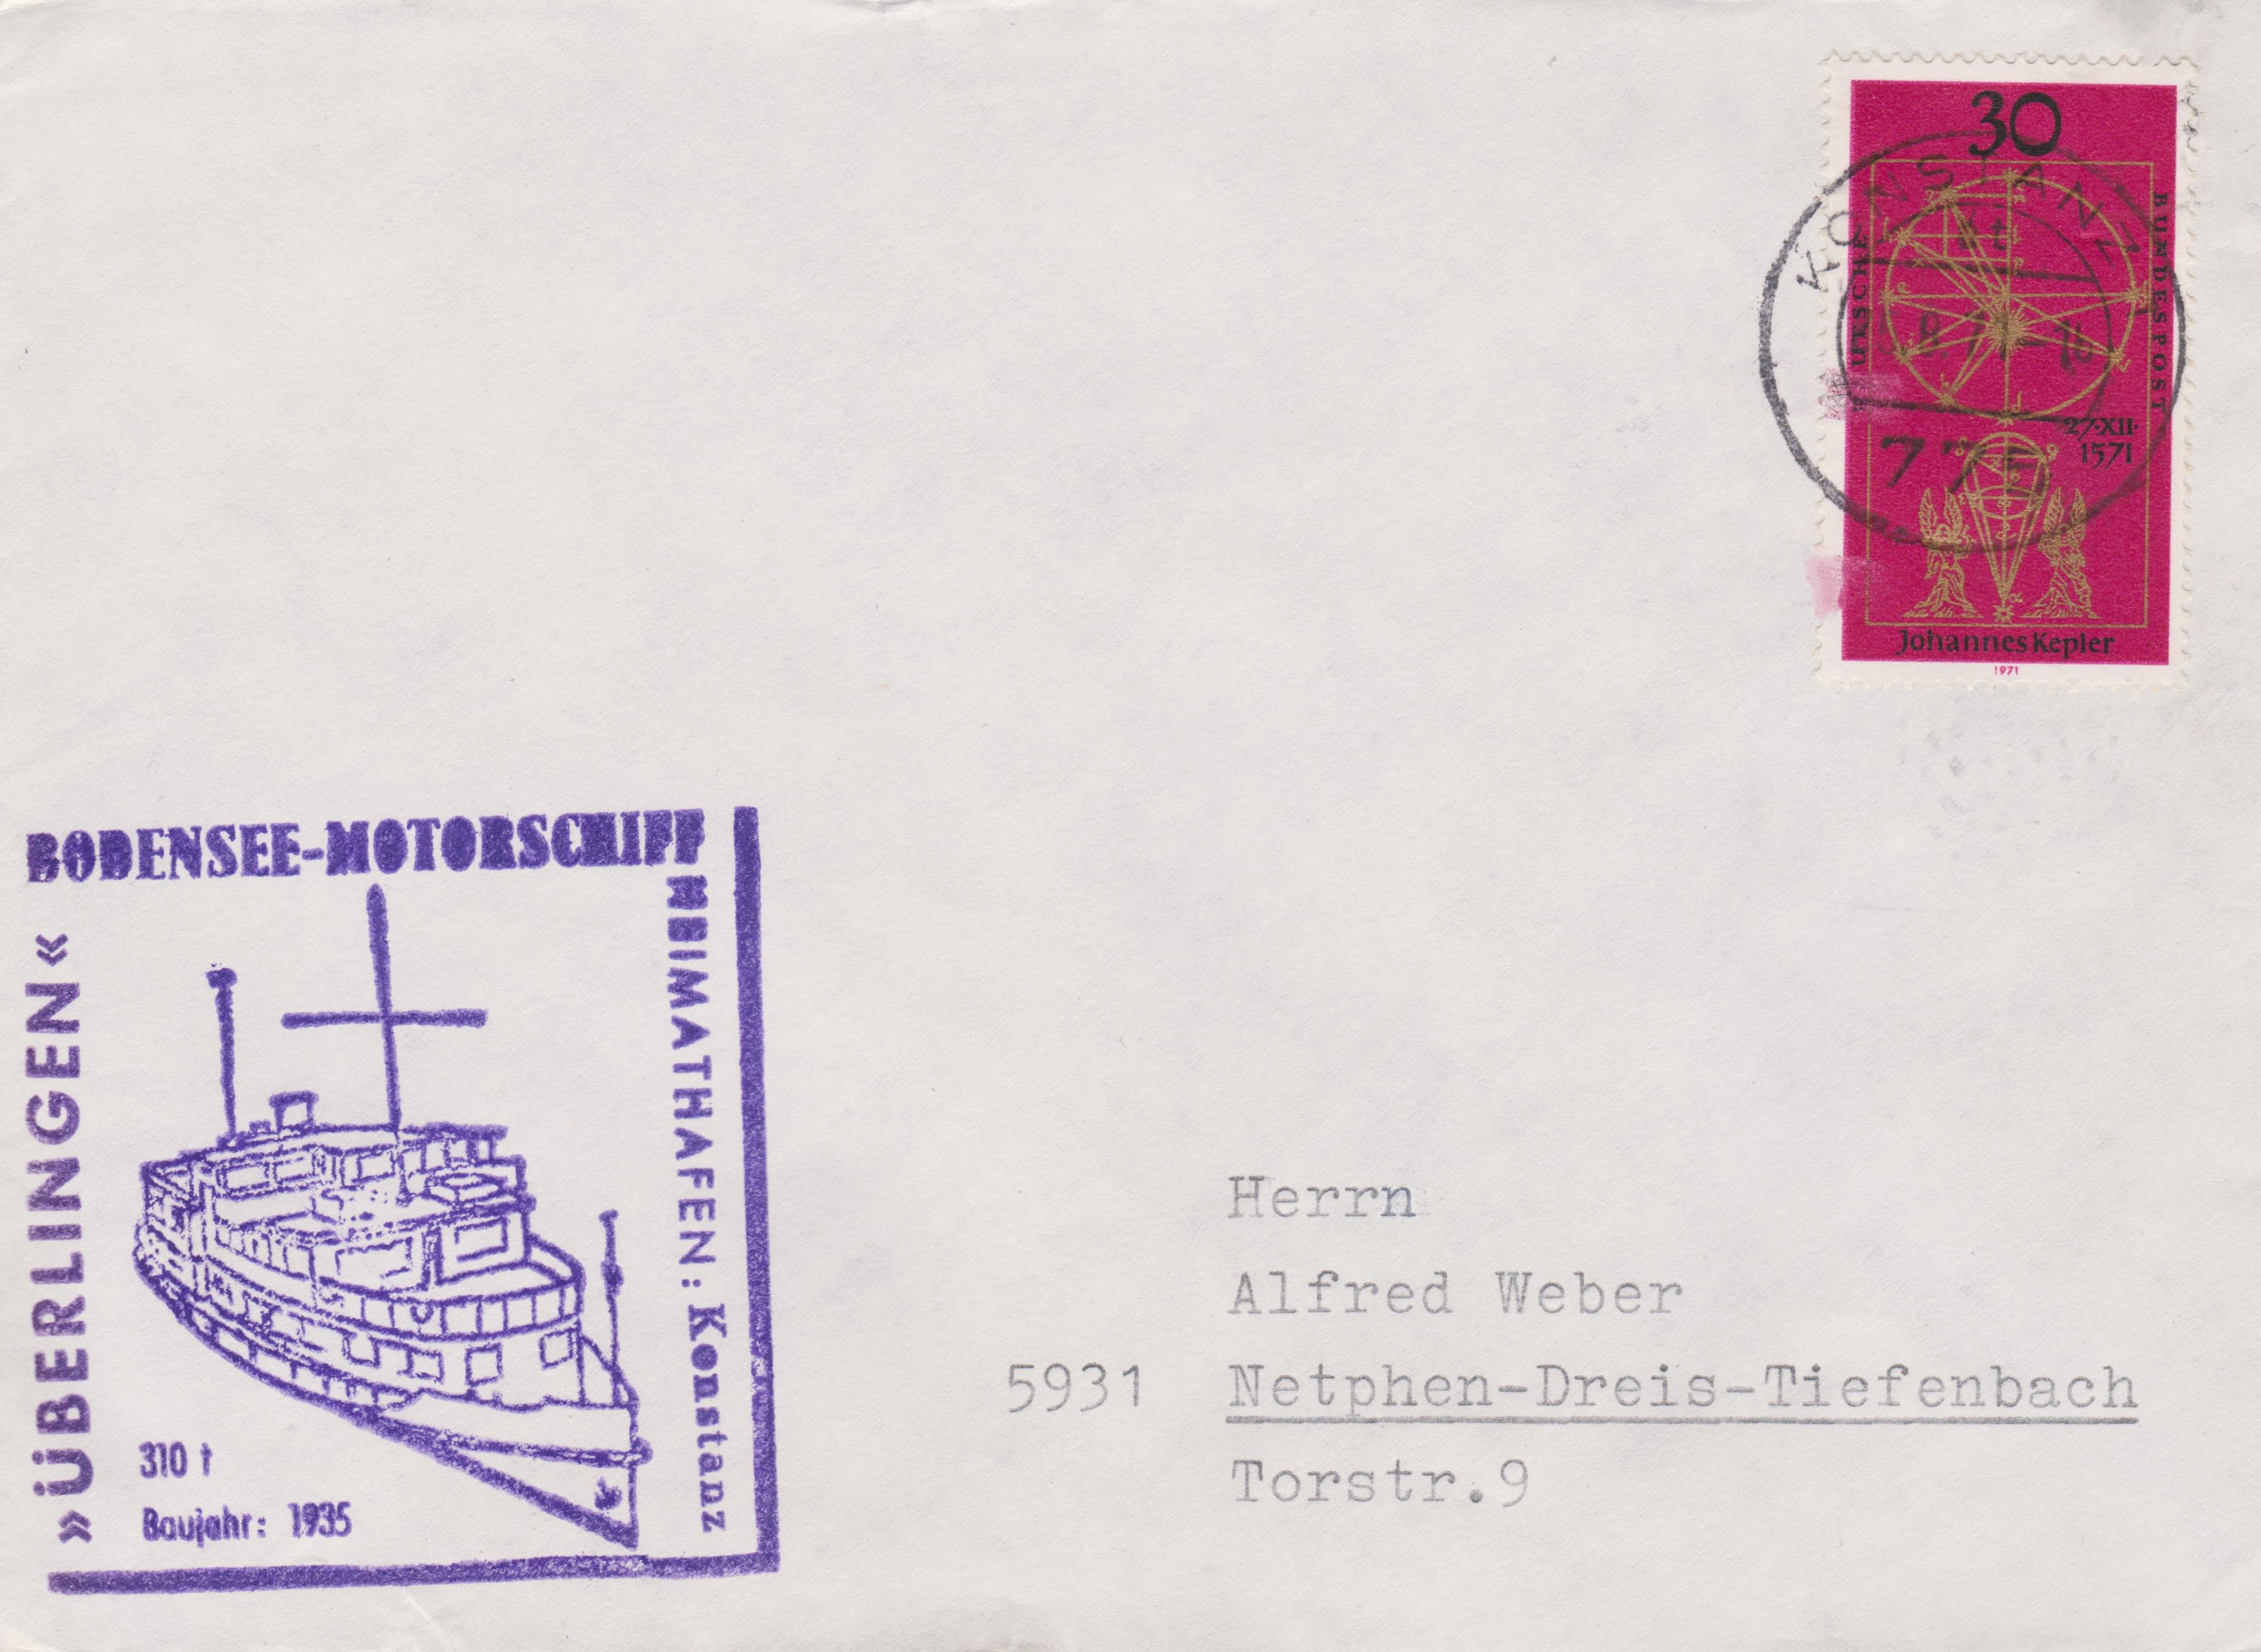 30
DEUTSCHE
BUNDESPOST
27·XII·
1571
Johannes Kepler
1971
KONSTANZ
775
BODENSEE-MOTORSCHIFF
»ÜBERLINGEN«
HEIMATHAFEN: Konstanz
310 t
Baujahr: 1935
Herrn
Alfred Weber
5931 Netphen-Dreis-Tiefenbach
Torstr.9